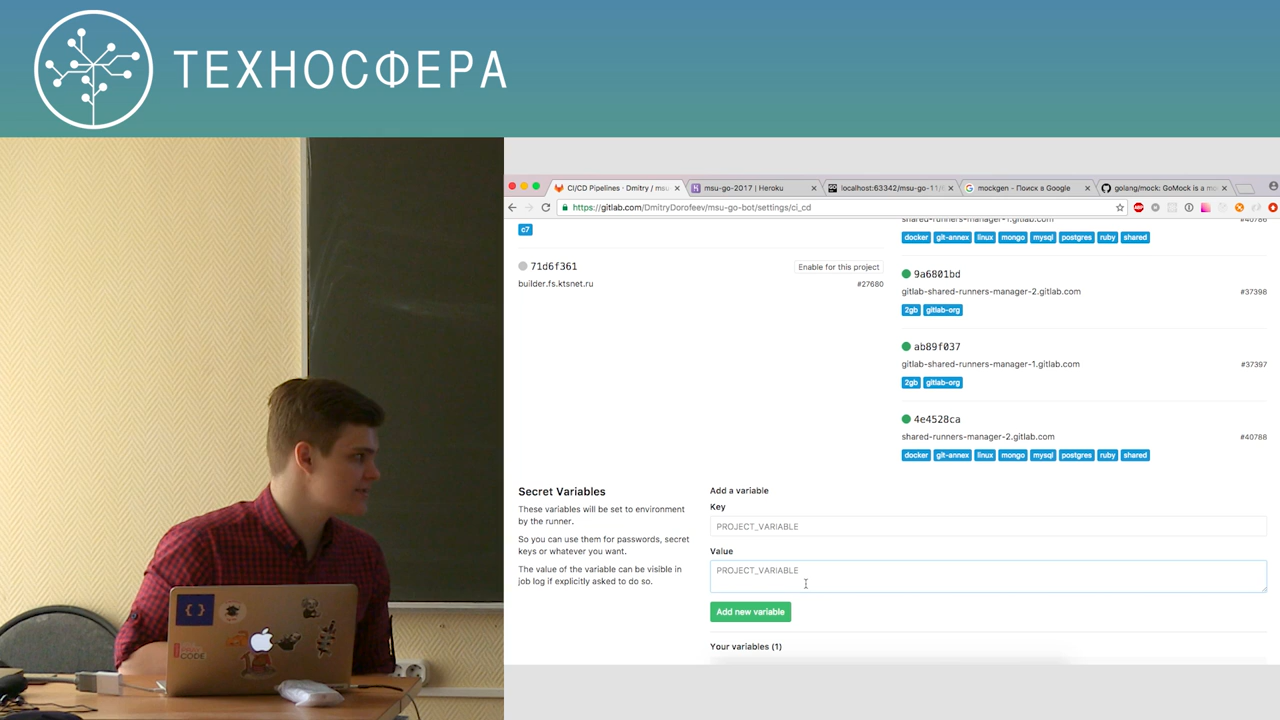 ТЕХНОСФЕРА
CI/CD Pipelines · Dmitry / msu
msu-go-2017 | Heroku
localhost:63342/msu-go-11/
mockgen - Поиск в Google
golang/mock: GoMock is a mo
https://gitlab.com/DmitryDorofeev/msu-go-bot/settings/ci_cd
c7
71d6f361
Enable for this project
builder.fs.ktsnet.ru
#27680
shared-runners-manager-1.gitlab.com
#40786
docker git-annex linux mongo mysql postgres ruby shared
9a6801bd
gitlab-shared-runners-manager-2.gitlab.com
#37398
2gb gitlab-org
ab89f037
gitlab-shared-runners-manager-1.gitlab.com
#37397
2gb gitlab-org
4e4528ca
shared-runners-manager-2.gitlab.com
#40788
docker git-annex linux mongo mysql postgres ruby shared
Secret Variables
These variables will be set to environment
by the runner.
So you can use them for passwords, secret
keys or whatever you want.
The value of the variable can be visible in
job log if explicitly asked to do so.
Add a variable
Key
PROJECT_VARIABLE
Value
PROJECT_VARIABLE
Add new variable
Your variables (1)
{ }
CODE